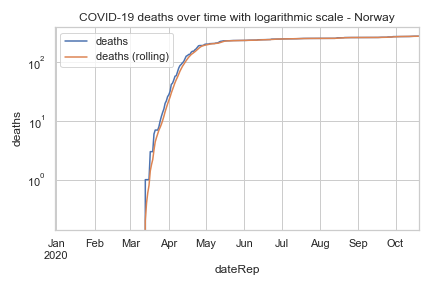 COVID-19 deaths over time with logarithmic scale - Norway
deaths
deaths (rolling)
10²
10¹
10⁰
deaths
Jan Feb Mar Apr May Jun Jul Aug Sep Oct
2020
dateRep